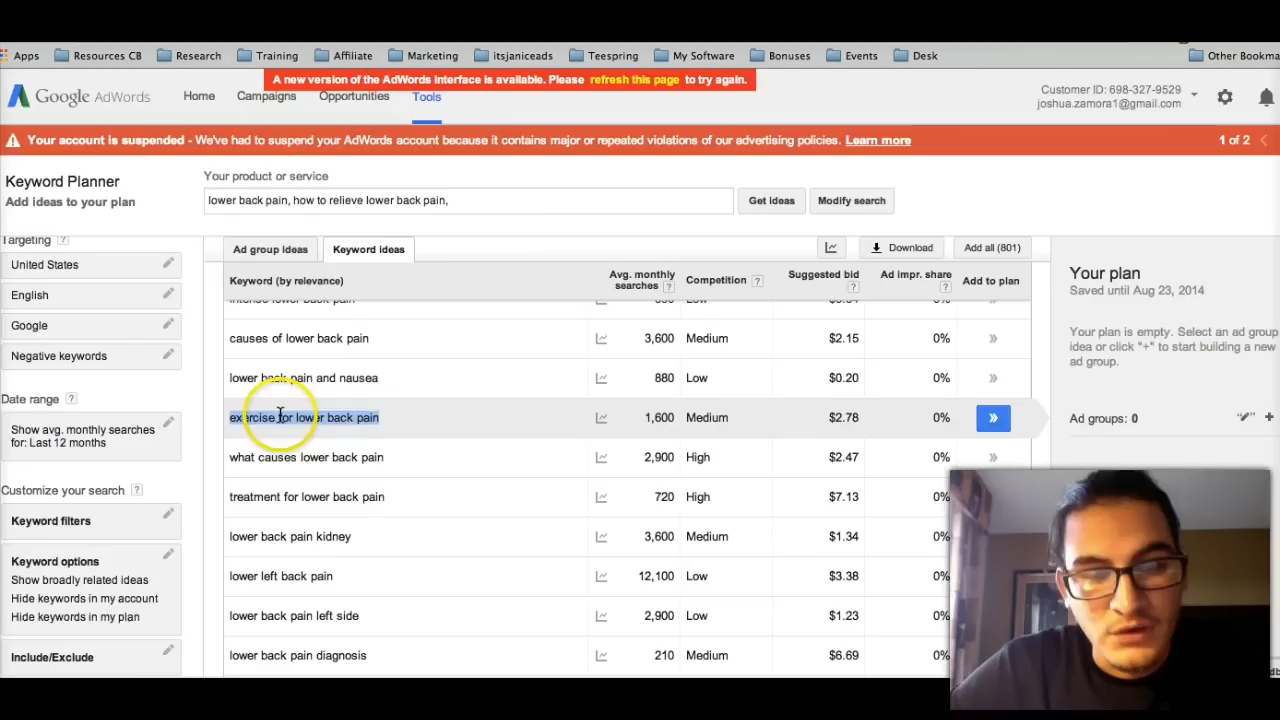 Apps Resources CB Research Training Affiliate Marketing itsjaniceads Teespring My Software Bonuses Events Desk Other Bookma
A new version of the AdWords interface is available. Please refresh this page to try again.
Google AdWords Home Campaigns Opportunities Tools
Customer ID: 698-327-9529
joshua.zamora1@gmail.com
Your account is suspended - We've had to suspend your AdWords account because it contains major or repeated violations of our advertising policies. Learn more 1 of 2
Keyword Planner
Add ideas to your plan
Your product or service
lower back pain, how to relieve lower back pain, Get ideas Modify search
Targeting ?
United States
English
Google
Negative keywords
Date range ?
Show avg. monthly searches
for: Last 12 months
Customize your search ?
Keyword filters
Keyword options
Show broadly related ideas
Hide keywords in my account
Hide keywords in my plan
Include/Exclude
Ad group ideas Keyword ideas Download Add all (801)
Keyword (by relevance) Avg. monthly searches ? Competition ? Suggested bid ? Ad impr. share ? Add to plan
intense lower back pain
causes of lower back pain 3,600 Medium $2.15 0% »
lower back pain and nausea 880 Low $0.20 0% »
exercise for lower back pain 1,600 Medium $2.78 0% »
what causes lower back pain 2,900 High $2.47 0% »
treatment for lower back pain 720 High $7.13 0%
lower back pain kidney 3,600 Medium $1.34 0%
lower left back pain 12,100 Low $3.38 0%
lower back pain left side 2,900 Low $1.23 0%
lower back pain diagnosis 210 Medium $6.69 0%
Your plan
Saved until Aug 23, 2014
Your plan is empty. Select an ad group
idea or click "+" to start building a new
ad group.
Ad groups: 0